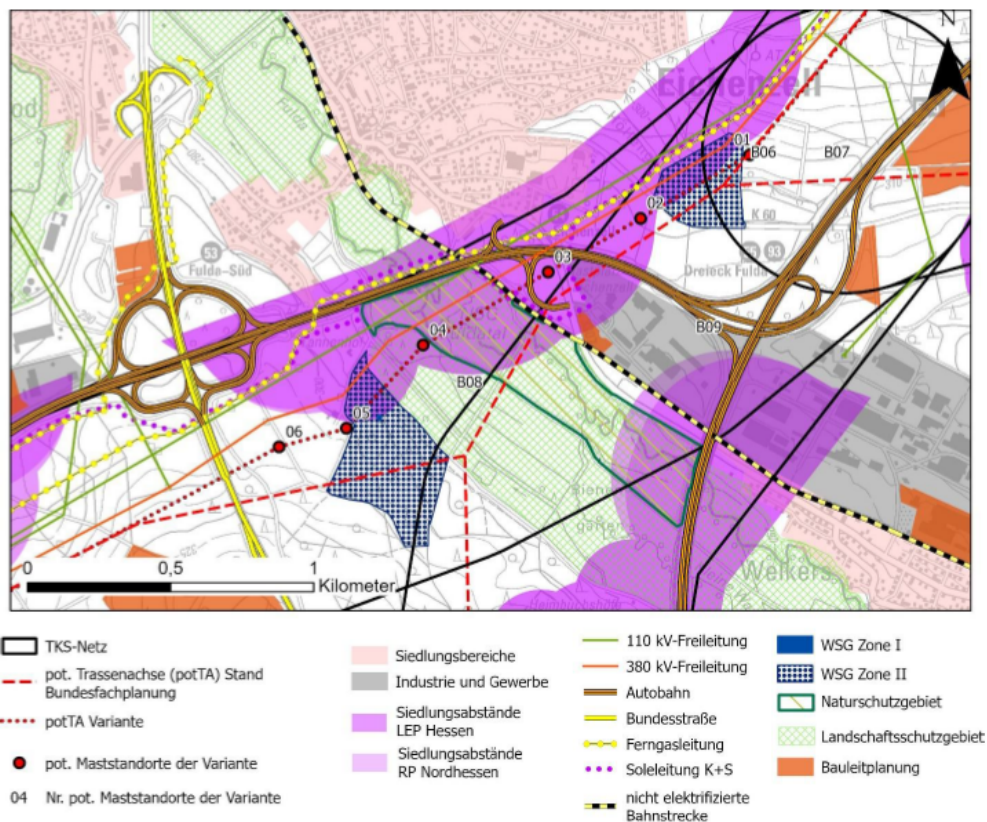 N
Eichenzell
01
B06
B07
02
K 60
310
53
Fulda-Süd
03
93
Dreieck Fulda
04
B09
B08
05
06
Welkers
0
0,5
1
Kilometer
TKS-Netz
pot. Trassenachse (potTA) Stand
Bundesfachplanung
potTA Variante
pot. Maststandorte der Variante
04 Nr. pot. Maststandorte der Variante
Siedlungsbereiche
Industrie und Gewerbe
Siedlungsabstände
LEP Hessen
Siedlungsabstände
RP Nordhessen
110 kV-Freileitung
380 kV-Freileitung
Autobahn
Bundesstraße
Ferngasleitung
Soleleitung K+S
nicht elektrifizierte
Bahnstrecke
WSG Zone I
WSG Zone II
Naturschutzgebiet
Landschaftsschutzgebiet
Bauleitplanung